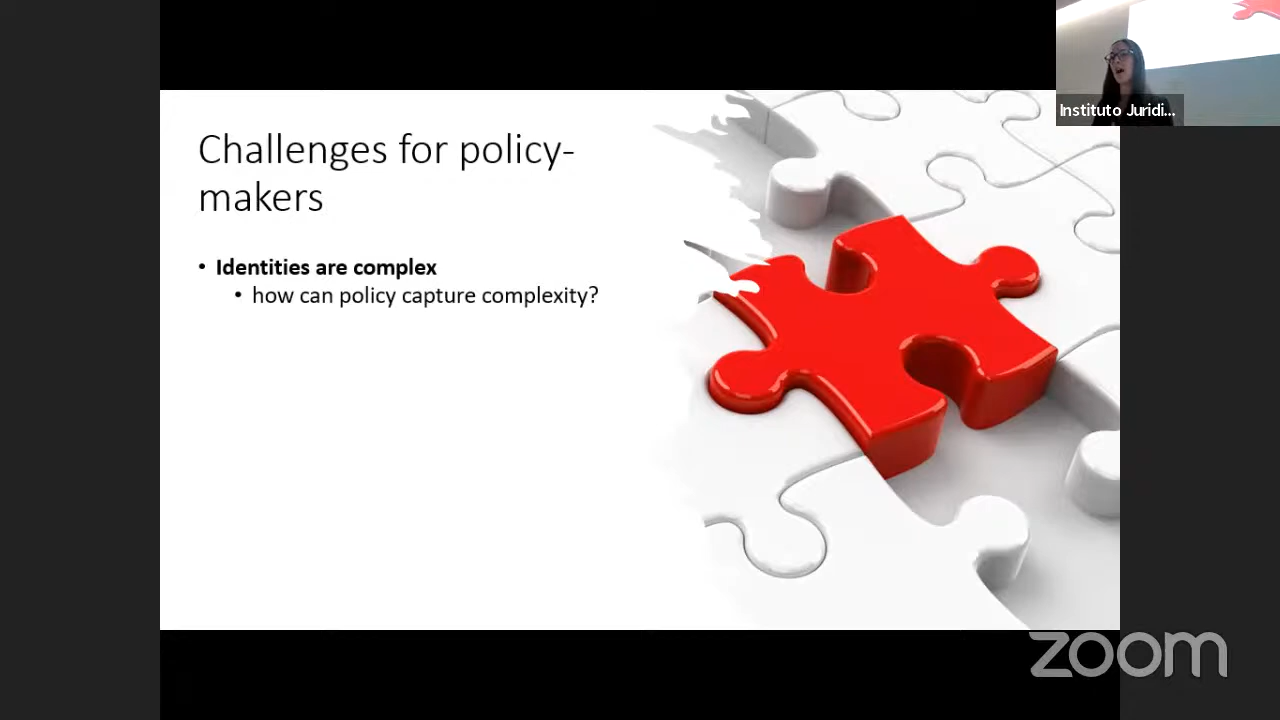 Instituto Juridi...
Challenges for policy-
makers
• Identities are complex
• how can policy capture complexity?
zoom